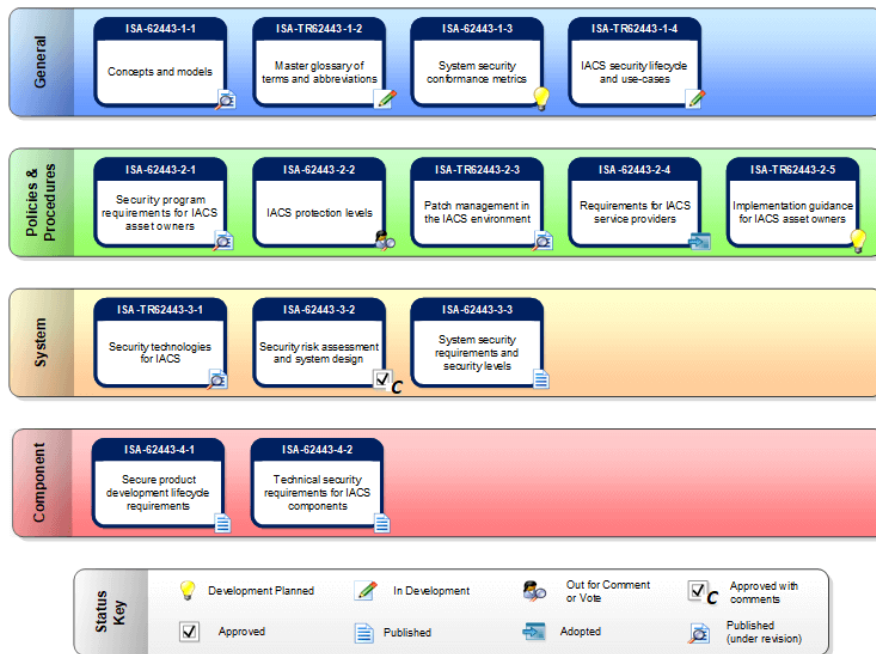 General
ISA-62443-1-1
Concepts and models
ISA-TR62443-1-2
Master glossary of
terms and abbreviations
ISA-62443-1-3
System security
conformance metrics
ISA-TR62443-1-4
IACS security lifecycle
and use-cases
Policies &
Procedures
ISA-62443-2-1
Security program
requirements for IACS
asset owners
ISA-62443-2-2
IACS protection levels
ISA-TR62443-2-3
Patch management in
the IACS environment
ISA-62443-2-4
Requirements for IACS
service providers
ISA-TR62443-2-5
Implementation guidance
for IACS asset owners
System
ISA-TR62443-3-1
Security technologies
for IACS
ISA-62443-3-2
Security risk assessment
and system design
C
ISA-62443-3-3
System security
requirements and
security levels
Component
ISA-62443-4-1
Secure product
development lifecycle
requirements
ISA-62443-4-2
Technical security
requirements for IACS
components
Status
Key
Development Planned
In Development
Out for Comment
or Vote
C
Approved with
comments
Approved
Published
Adopted
Published
(under revision)